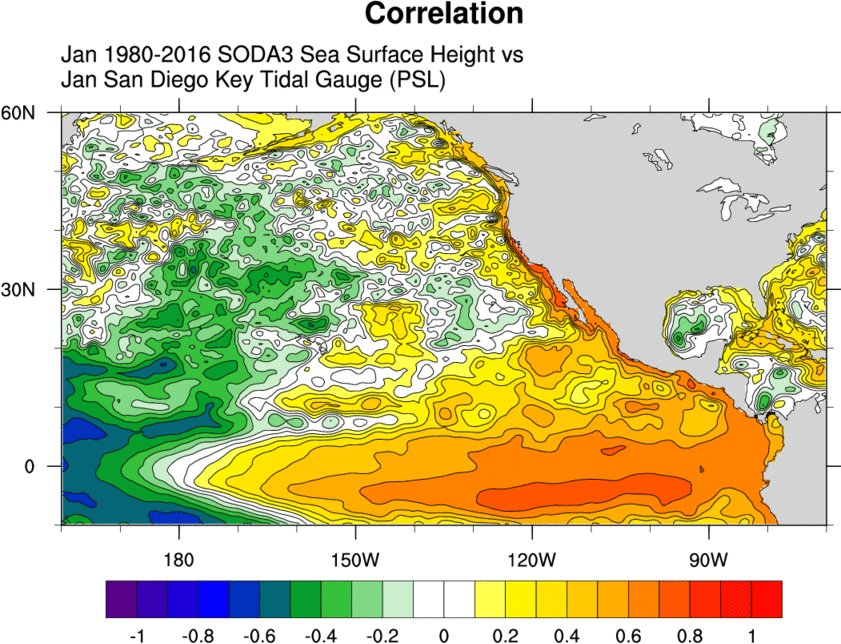 Correlation
Jan 1980-2016 SODA3 Sea Surface Height vs
Jan San Diego Key Tidal Gauge (PSL)
60N
30N
0
180 150W 120W 90W
-1 -0.8 -0.6 -0.4 -0.2 0 0.2 0.4 0.6 0.8 1